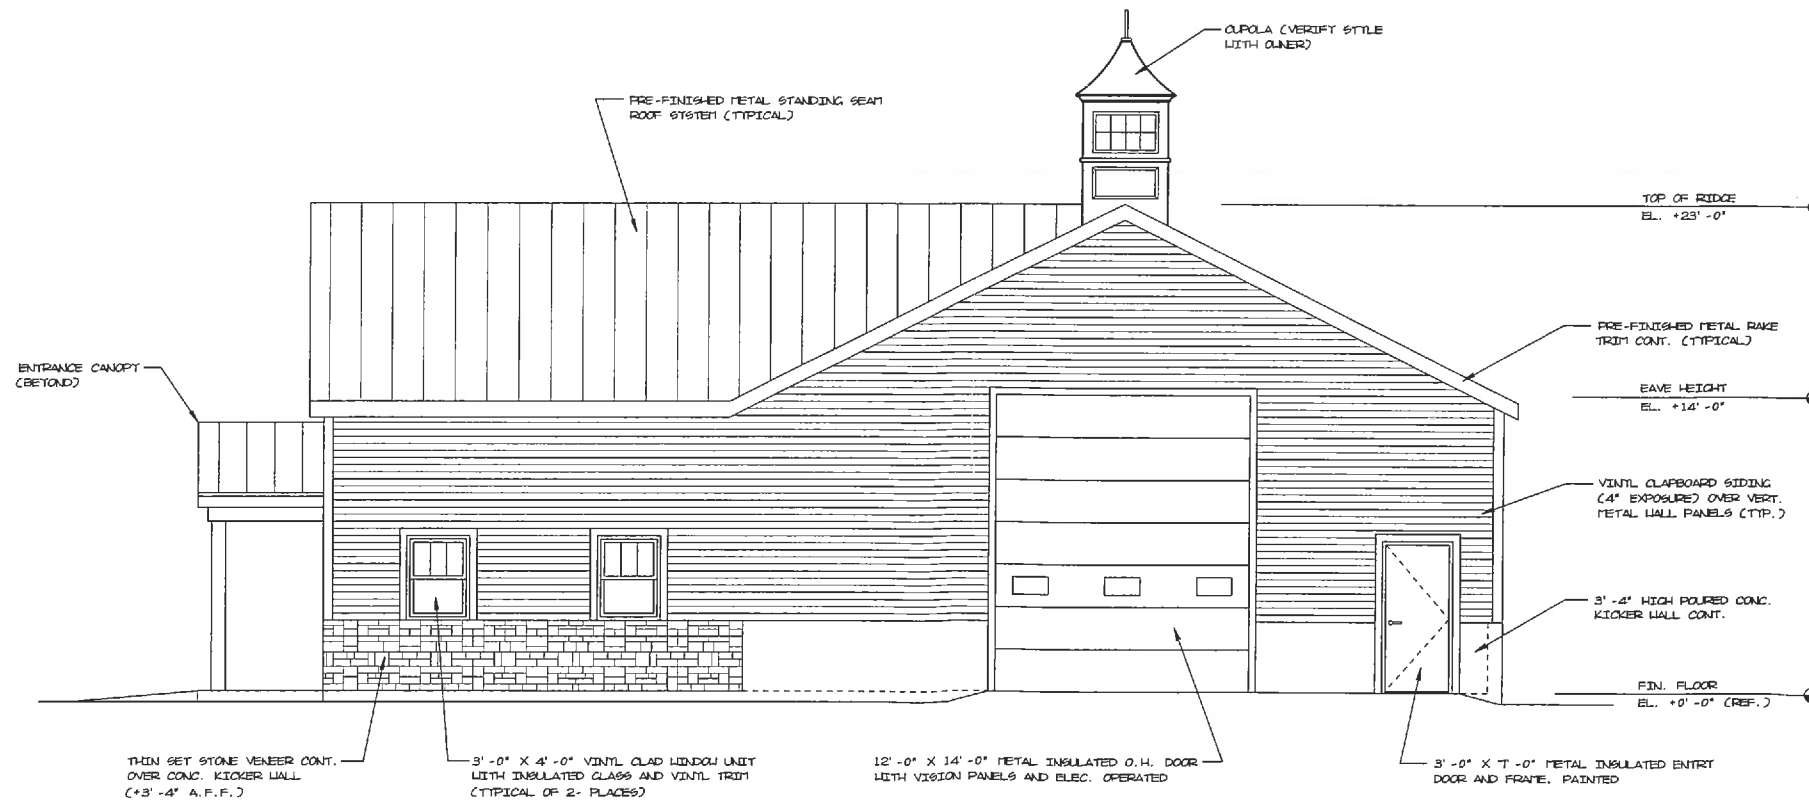 CUPOLA (VERIFY STYLE
WITH OWNER)
PRE-FINISHED METAL STANDING SEAM
ROOF SYSTEM (TYPICAL)
TOP OF RIDGE
EL. +23'-0"
PRE-FINISHED METAL RAKE
TRIM CONT. (TYPICAL)
ENTRANCE CANOPY
(BEYOND)
EAVE HEIGHT
EL. +14'-0"
VINYL CLAPBOARD SIDING
(4" EXPOSURE) OVER VERT.
METAL WALL PANELS (TYP.)
3'-4" HIGH POURED CONC.
KICKER WALL CONT.
FIN. FLOOR
EL. +0'-0" (REF.)
THIN SET STONE VENEER CONT.
OVER CONC. KICKER WALL
(+3'-4" A.F.F.)
3'-0" X 4'-0" VINYL CLAD WINDOW UNIT
WITH INSULATED GLASS AND VINYL TRIM
(TYPICAL OF 2- PLACES)
12'-0" X 14'-0" METAL INSULATED O.H. DOOR
WITH VISION PANELS AND ELEC. OPERATED
3'-0" X 7'-0" METAL INSULATED ENTRY
DOOR AND FRAME. PAINTED